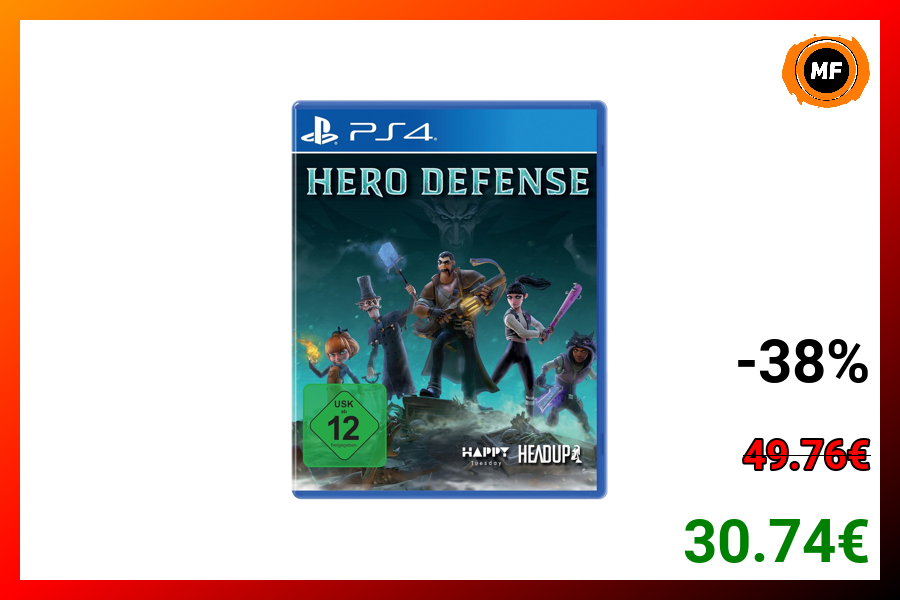 MF
PS4
HERO DEFENSE
USK
ab
12
freigegeben
HAPPY
Tuesday
HEADUP
-38%
49.76€
30.74€